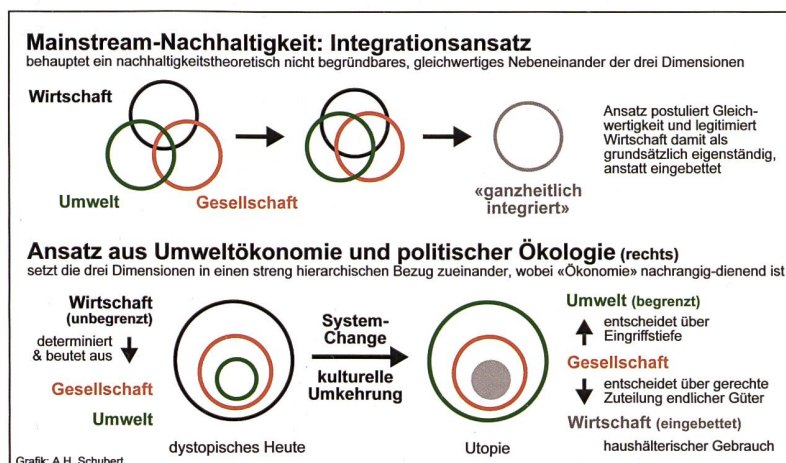 Mainstream-Nachhaltigkeit: Integrationsansatz
behauptet ein nachhaltigkeitstheoretisch nicht begründbares, gleichwertiges Nebeneinander der drei Dimensionen
Wirtschaft
Umwelt
Gesellschaft
«ganzheitlich
integriert»
Ansatz postuliert Gleich-
wertigkeit und legitimiert
Wirtschaft damit als
grundsätzlich eigenständig,
anstatt eingebettet
Ansatz aus Umweltökonomie und politischer Ökologie (rechts)
setzt die drei Dimensionen in einen streng hierarchischen Bezug zueinander, wobei «Ökonomie» nachrangig-dienend ist
Wirtschaft
(unbegrenzt)
determiniert
& beutet aus
Gesellschaft
Umwelt
dystopisches Heute
System-
Change
kulturelle
Umkehrung
Utopie
Umwelt (begrenzt)
entscheidet über
Eingriffstiefe
Gesellschaft
entscheidet über gerechte
Zuteilung endlicher Güter
Wirtschaft (eingebettet)
haushälterischer Gebrauch
Grafik: A.H. Schubert